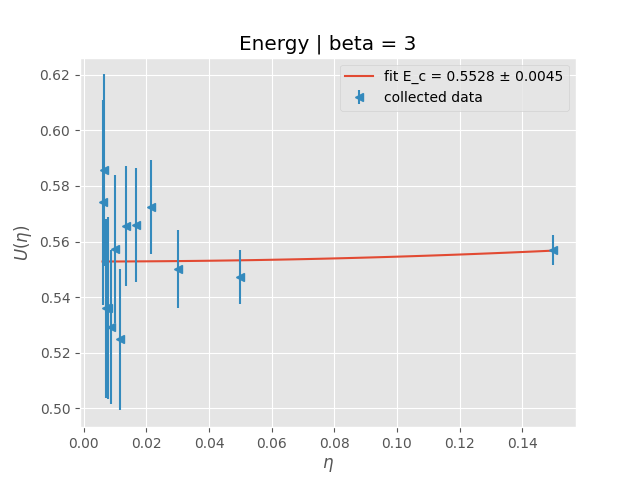 Energy | beta = 3
fit E_c = 0.5528 ± 0.0045
collected data
0.62
0.60
0.58
0.56
0.54
0.52
0.50
U(η)
0.00 0.02 0.04 0.06 0.08 0.10 0.12 0.14
η